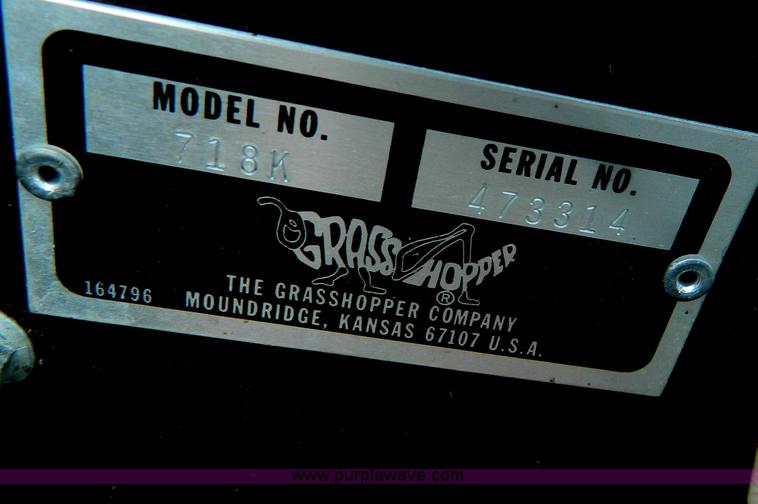 MODEL NO.
718K
SERIAL NO.
473314
GRASSHOPPER
®
164796
THE GRASSHOPPER COMPANY
MOUNDRIDGE, KANSAS 67107 U.S.A.
www.purplewave.com